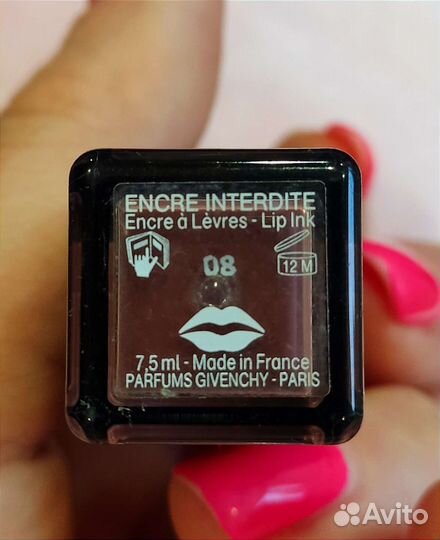 ENCRE INTERDITE
Encre à Lèvres - Lip Ink
08
12 M
7,5 ml - Made in France
PARFUMS GIVENCHY - PARIS
Avito